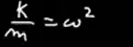 K/m = ω²